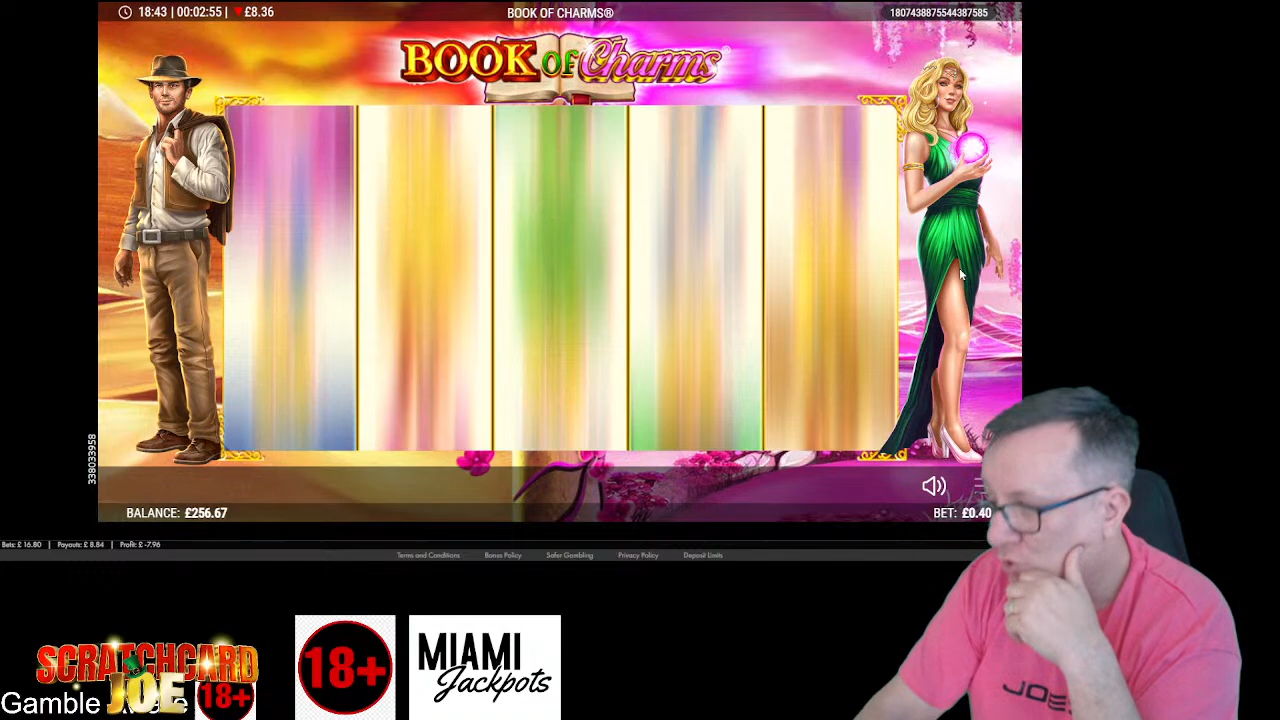 18:43 | 00:02:55 | £8.36
BOOK OF CHARMS®
1807438875544387585
BOOK OF Charms
338033958
BALANCE: £256.67
BET: £0.40
Bets: £ 16.80 | Payouts: £ 8.84 | Profit: £ -7.96
Terms and Conditions
Bonus Policy
Safer Gambling
Privacy Policy
Deposit Limits
SCRATCHCARD
JOE
Gamble
18+
18+
MIAMI
Jackpots